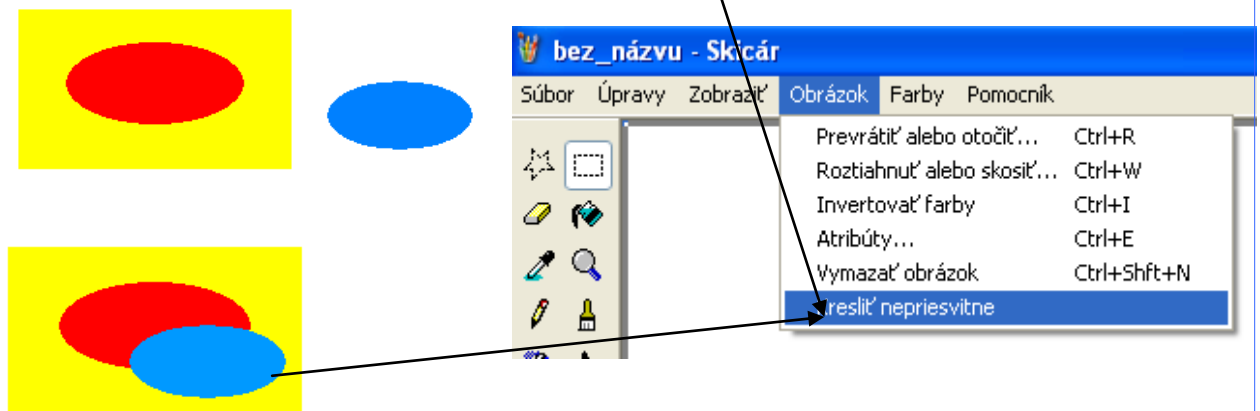 bez_názvu - Skicár
Súbor Úpravy Zobraziť Obrázok Farby Pomocník
Prevrátiť alebo otočiť... Ctrl+R
Roztiahnuť alebo skosiť... Ctrl+W
Invertovať farby Ctrl+I
Atribúty... Ctrl+E
Vymazať obrázok Ctrl+Shft+N
Kresliť nepriesvitne